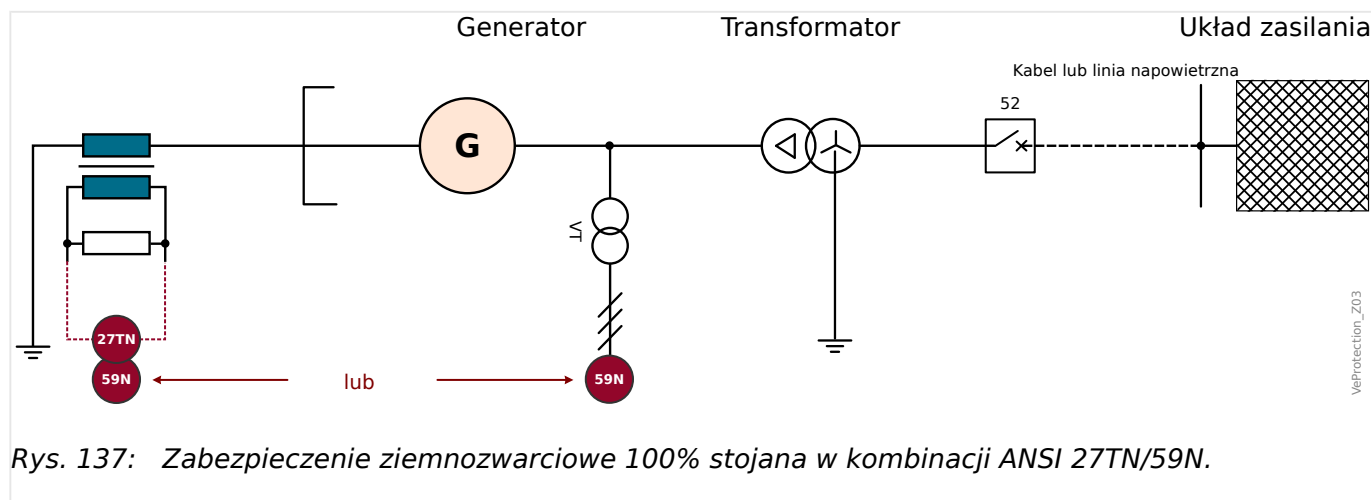 Generator
Transformator
Układ zasilania
Kabel lub linia napowietrzna
52
G
VT
27TN
59N
lub
59N
VeProtection_Z03
Rys. 137: Zabezpieczenie ziemnozwarciowe 100% stojana w kombinacji ANSI 27TN/59N.